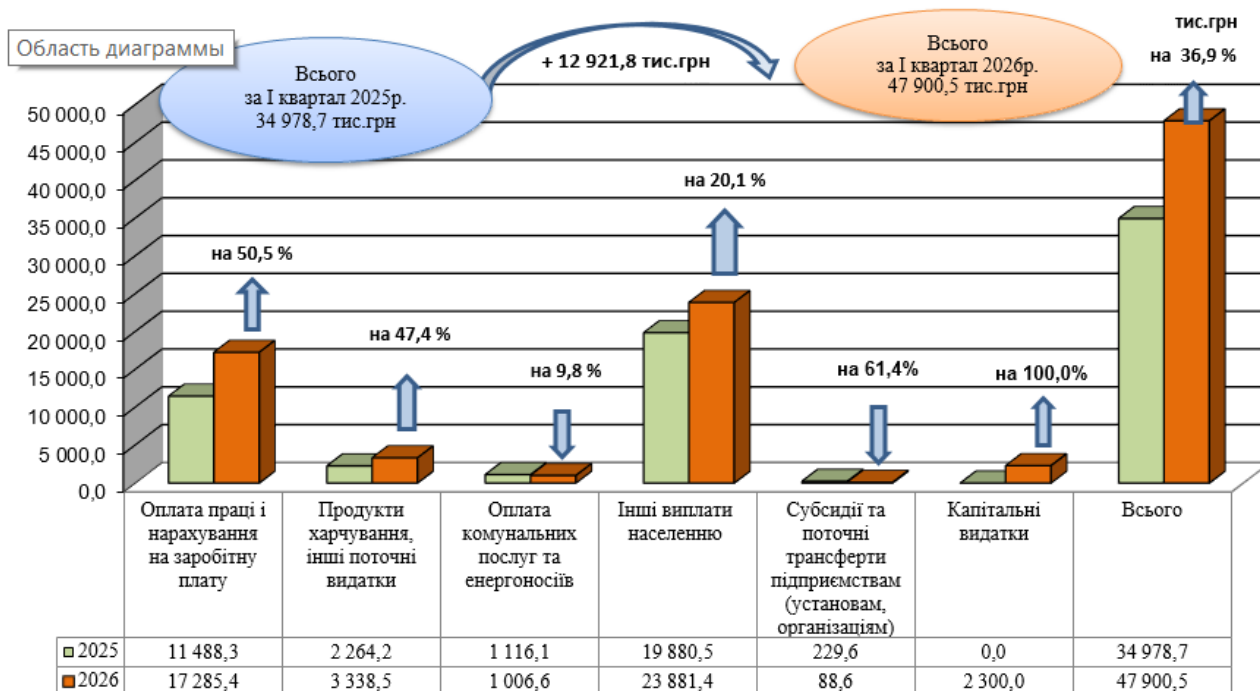 Область диаграммы
Всього
за І квартал 2025р.
34 978,7 тис.грн
+ 12 921,8 тис.грн
Всього
за І квартал 2026р.
47 900,5 тис.грн
тис.грн
на 36,9 %
50 000,0
45 000,0
40 000,0
35 000,0
30 000,0
25 000,0
20 000,0
15 000,0
10 000,0
5 000,0
0,0
на 50,5 %
на 47,4 %
на 9,8 %
на 20,1 %
на 61,4%
на 100,0%
Оплата праці і
нарахування
на заробітну
плату
Продукти
харчування,
інші поточні
видатки
Оплата
комунальних
послуг та
енергоносіїв
Інші виплати
населенню
Субсидії та
поточні
трансферти
підприємствам
(установам,
організаціям)
Капітальні
видатки
Всього
2025 11 488,3 2 264,2 1 116,1 19 880,5 229,6 0,0 34 978,7
2026 17 285,4 3 338,5 1 006,6 23 881,4 88,6 2 300,0 47 900,5